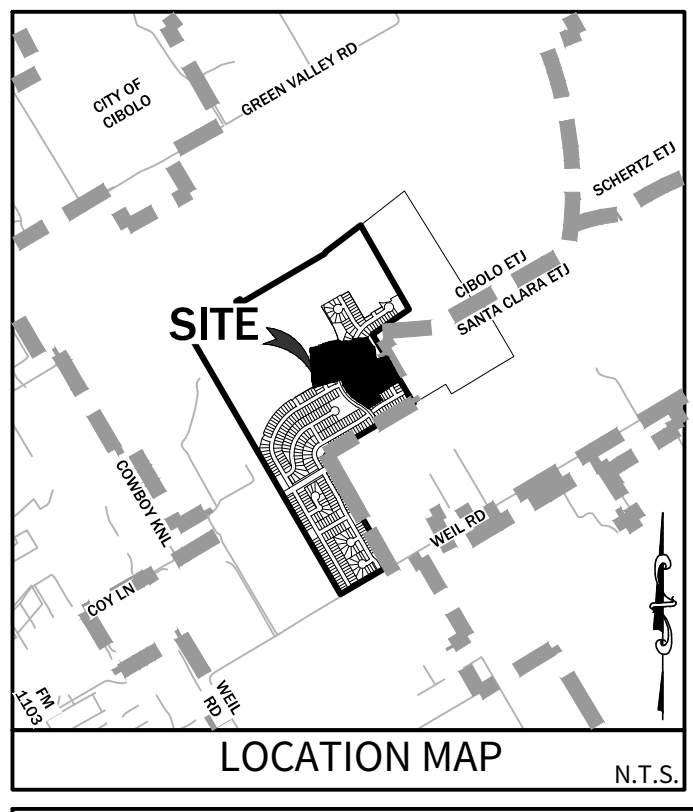 CITY OF
CIBOLO
GREEN VALLEY RD
SCHERTZ ETJ
CIBOLO ETJ
SANTA CLARA ETJ
SITE
COWBOY KNL
WEIL RD
COY LN
FM
1103
WEIL
RD
LOCATION MAP
N.T.S.